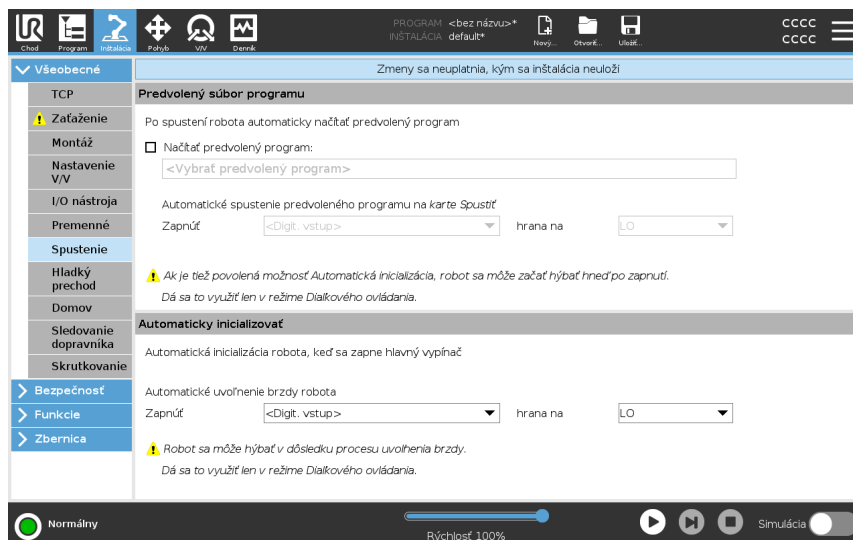 UR
PROGRAM <bez názvu>*
INŠTALÁCIA default*
CCCC
CCCC
Chod
Program
Inštalácia
Pohyb
V/V
Denník
Nový...
Otvoriť...
Uložiť...
Všeobecné
TCP
Zaťaženie
Montáž
Nastavenie
V/V
I/O nástroja
Premenné
Spustenie
Hladký
prechod
Domov
Sledovanie
dopravníka
Skrutkovanie
Bezpečnosť
Funkcie
Zbernica
Zmeny sa neuplatnia, kým sa inštalácia neuloží
Predvolený súbor programu
Po spustení robota automaticky načítať predvolený program
Načítať predvolený program:
<Vybrať predvolený program>
Automatické spustenie predvoleného programu na karte Spustiť
Zapnúť <Digit. vstup> hrana na LO
Ak je tiež povolená možnosť Automatická inicializácia, robot sa môže začať hýbať hneď po zapnutí.
Dá sa to využiť len v režime Diaľkového ovládania.
Automaticky inicializovať
Automatická inicializácia robota, keď sa zapne hlavný vypínač
Automatické uvoľnenie brzdy robota
Zapnúť <Digit. vstup> hrana na LO
Robot sa môže hýbať v dôsledku procesu uvoľnenia brzdy.
Dá sa to využiť len v režime Diaľkového ovládania.
Normálny
Rýchlosť 100%
Simulácia